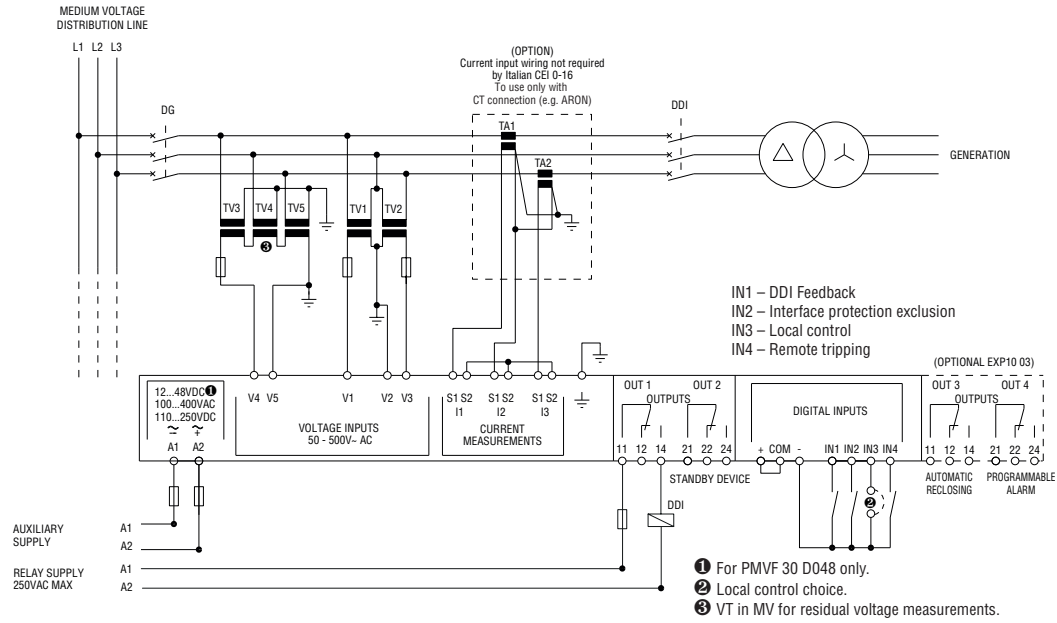 MEDIUM VOLTAGE
DISTRIBUTION LINE
L1 L2 L3
DG
(OPTION)
Current input wiring not required
by Italian CEI 0-16
To use only with
CT connection (e.g. ARON)
DDI
TA1
TA2
GENERATION
TV3 TV4 TV5
TV1 TV2
❸
IN1 – DDI Feedback
IN2 – Interface protection exclusion
IN3 – Local control
IN4 – Remote tripping
(OPTIONAL EXP10 03)
12...48VDC❶
100...400VAC
110...250VDC
~ ~
– +
A1 A2
V4 V5 V1 V2 V3
VOLTAGE INPUTS
50 - 500V~ AC
S1 S2 S1 S2 S1 S2
I1 I2 I3
CURRENT
MEASUREMENTS
OUT 1 OUT 2
OUTPUTS
11 12 14 21 22 24
STANDBY DEVICE
DIGITAL INPUTS
+ COM - IN1 IN2 IN3 IN4
OUT 3 OUT 4
OUTPUTS
11 12 14 21 22 24
AUTOMATIC
RECLOSING
PROGRAMMABLE
ALARM
DDI
❷
AUXILIARY
SUPPLY
A1
A2
RELAY SUPPLY
250VAC MAX
A1
A2
❶ For PMVF 30 D048 only.
❷ Local control choice.
❸ VT in MV for residual voltage measurements.